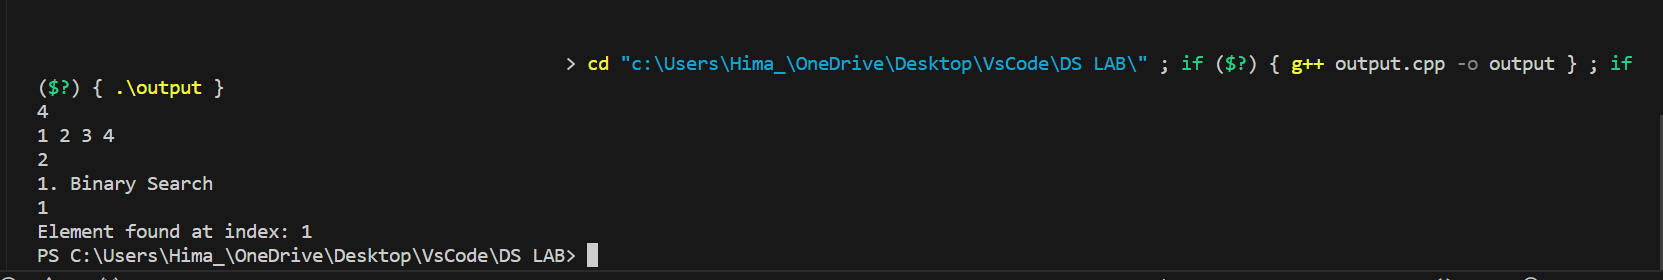 > cd "c:\Users\Hima_\OneDrive\Desktop\VsCode\DS LAB\" ; if ($?) { g++ output.cpp -o output } ; if
($?) { .\output }
4
1 2 3 4
2
1. Binary Search
1
Element found at index: 1
PS C:\Users\Hima_\OneDrive\Desktop\VsCode\DS LAB>